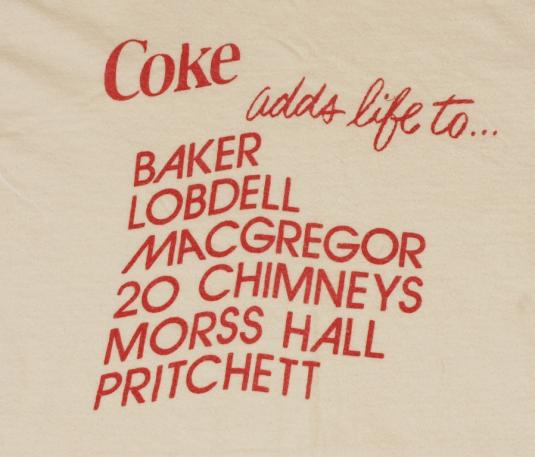 Coke
adds life to...
BAKER
LOBDELL
MACGREGOR
20 CHIMNEYS
MORSS HALL
PRITCHETT